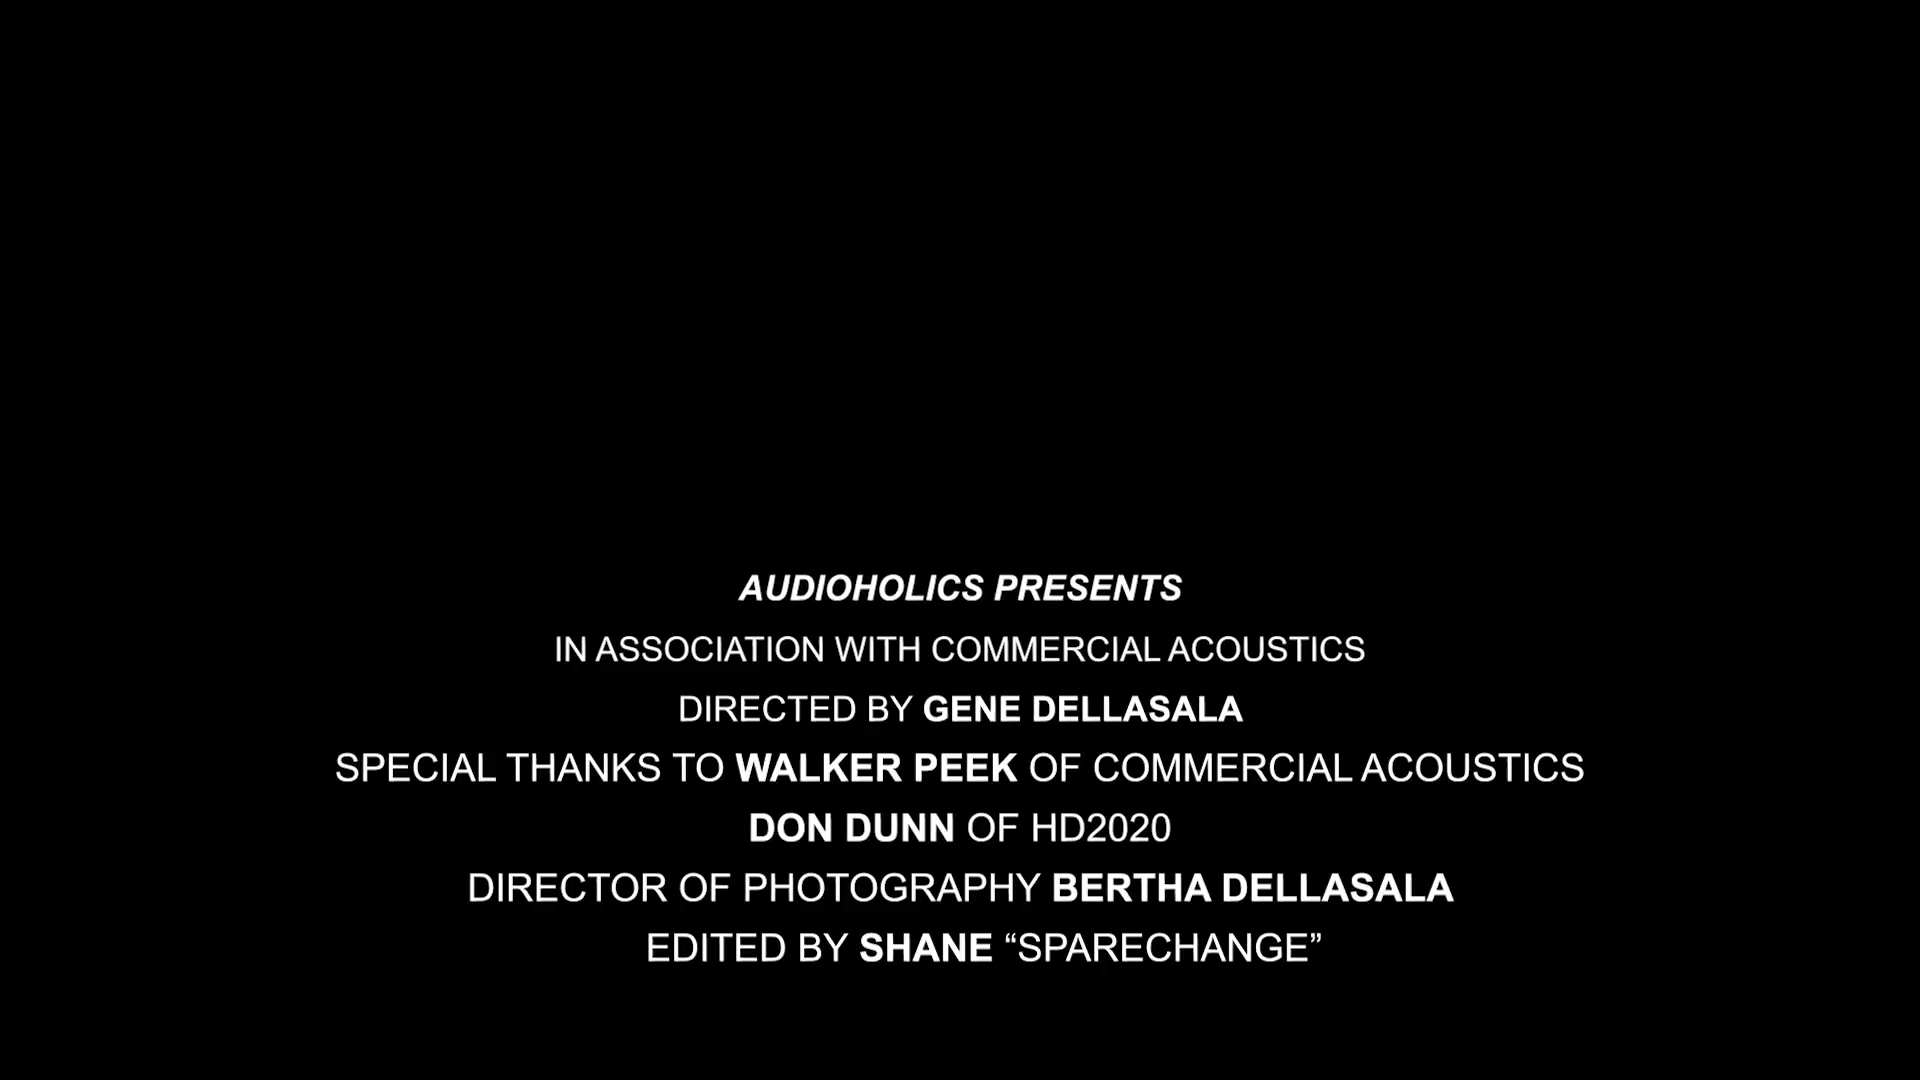 AUDIOHOLICS PRESENTS
IN ASSOCIATION WITH COMMERCIAL ACOUSTICS
DIRECTED BY GENE DELLASALA
SPECIAL THANKS TO WALKER PEEK OF COMMERCIAL ACOUSTICS
DON DUNN OF HD2020
DIRECTOR OF PHOTOGRAPHY BERTHA DELLASALA
EDITED BY SHANE “SPARECHANGE”